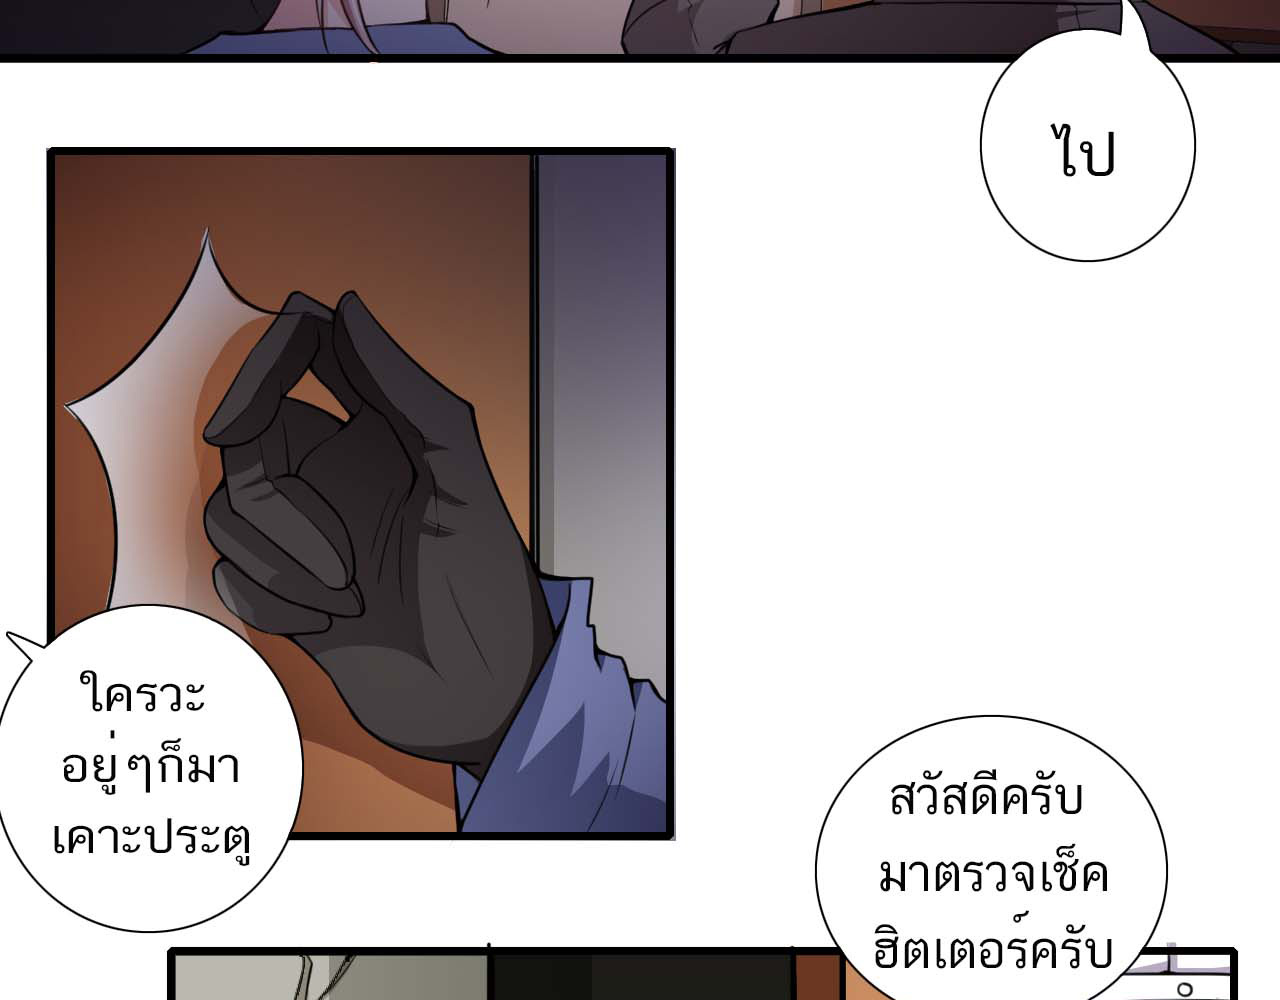 ไป
ใครวะ
อยู่ๆก็มา
เคาะประตู
สวัสดีครับ
มาตรวจเช็ค
ฮิตเตอร์ครับ